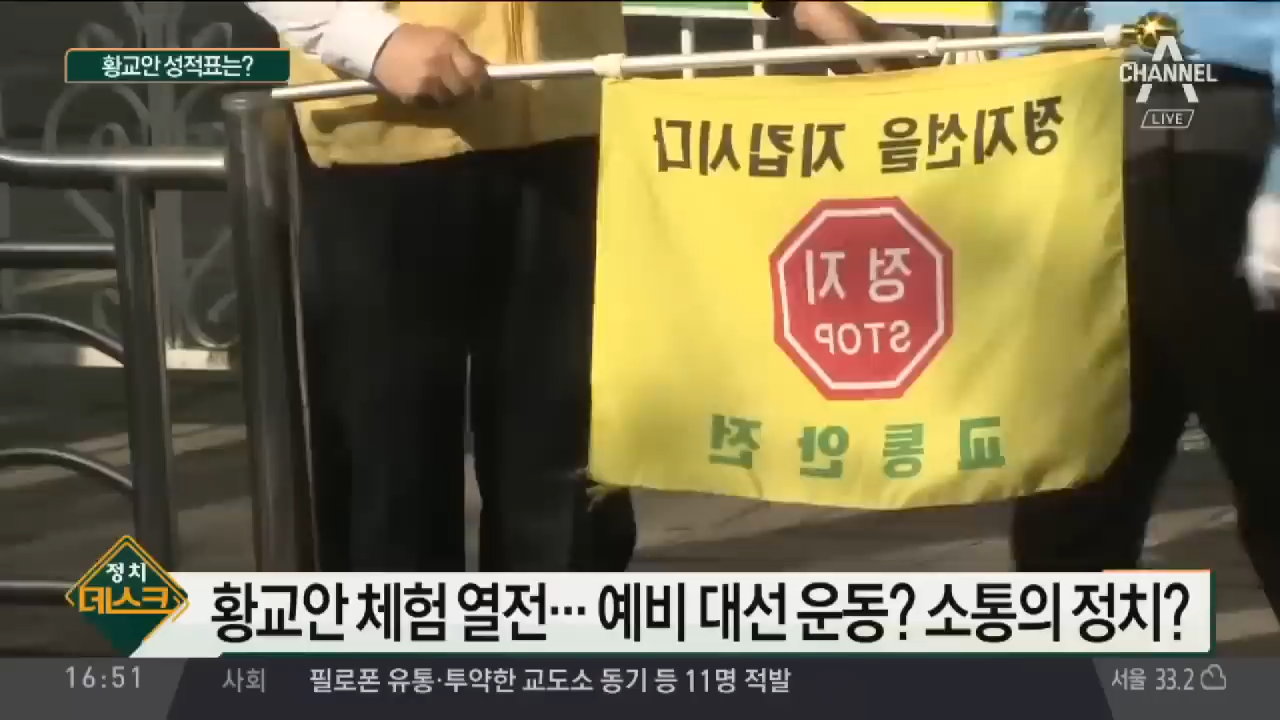 황교안 성적표는?
CHANNEL
LIVE
정지선을 지킵시다
정지
STOP
교통안전
정치
데스크
황교안 체험 열전… 예비 대선 운동? 소통의 정치?
16:51 사회 필로폰 유통·투약한 교도소 동기 등 11명 적발 서울 33.2